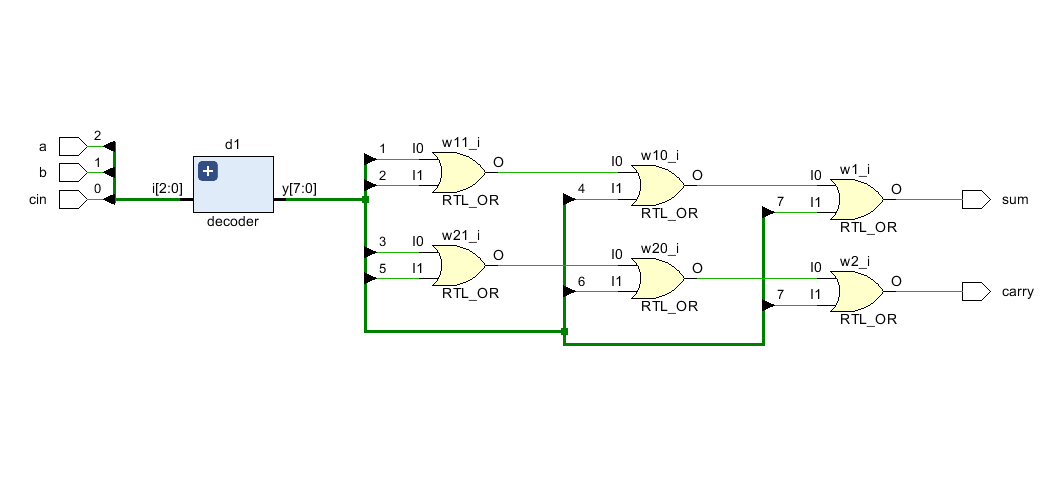 a 2
b 1
cin 0
i[2:0]
d1
+
decoder
y[7:0]
1 I0 w11_i O
2 I1
RTL_OR
3 I0 w21_i O
5 I1
RTL_OR
I0 w10_i O
4 I1
RTL_OR
I0 w20_i O
6 I1
RTL_OR
I0 w1_i O
7 I1
RTL_OR
sum
I0 w2_i O
7 I1
RTL_OR
carry